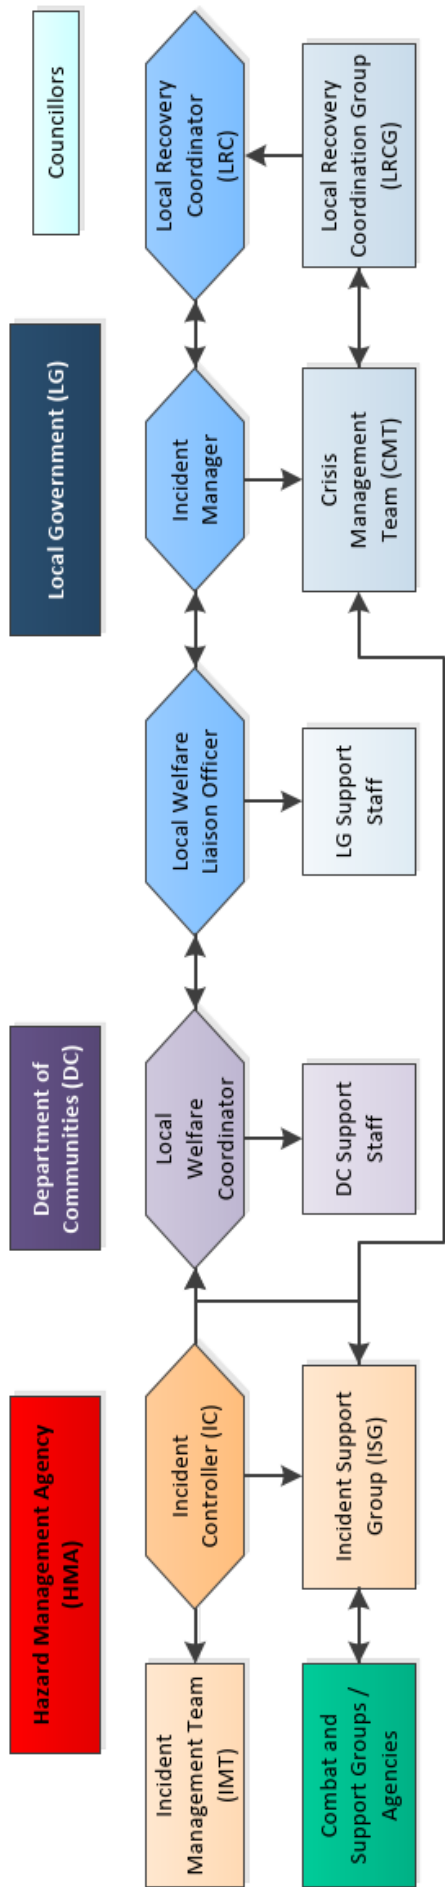 Hazard Management Agency
(HMA)
Department of
Communities (DC)
Local Government (LG)
Councillors
Incident
Management Team
(IMT)
Incident
Controller (IC)
Local
Welfare
Coordinator
Local Welfare
Liaison Officer
Incident
Manager
Local Recovery
Coordinator
(LRC)
Combat and
Support Groups /
Agencies
Incident Support
Group (ISG)
DC Support
Staff
LG Support
Staff
Crisis
Management
Team (CMT)
Local Recovery
Coordination Group
(LRCG)